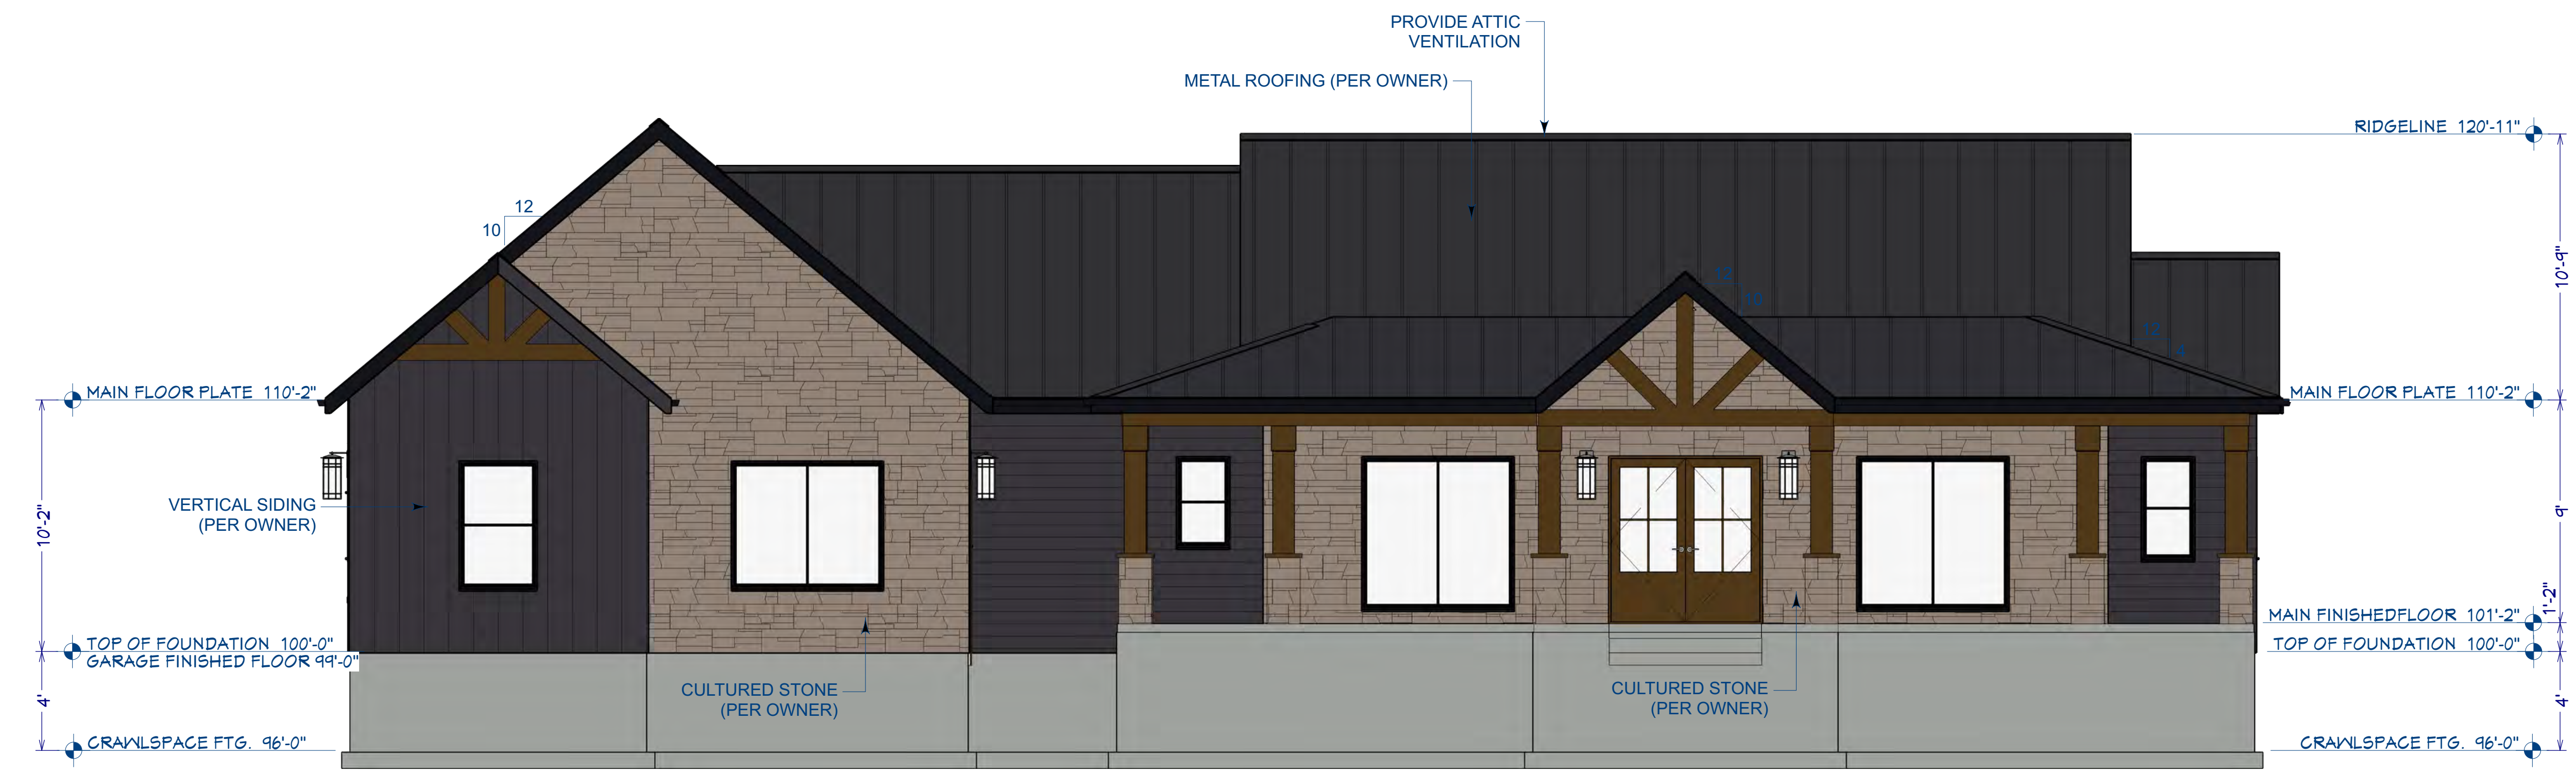 PROVIDE ATTIC
VENTILATION
METAL ROOFING (PER OWNER)
RIDGELINE 120'-11"
12
10
12
10
12
4
10'-9"
MAIN FLOOR PLATE 110'-2"
MAIN FLOOR PLATE 110'-2"
VERTICAL SIDING
(PER OWNER)
10'-2"
9'
1'-2"
MAIN FINISHEDFLOOR 101'-2"
TOP OF FOUNDATION 100'-0"
GARAGE FINISHED FLOOR 99'-0"
TOP OF FOUNDATION 100'-0"
CULTURED STONE
(PER OWNER)
CULTURED STONE
(PER OWNER)
4'
4'
CRAWLSPACE FTG. 96'-0"
CRAWLSPACE FTG. 96'-0"